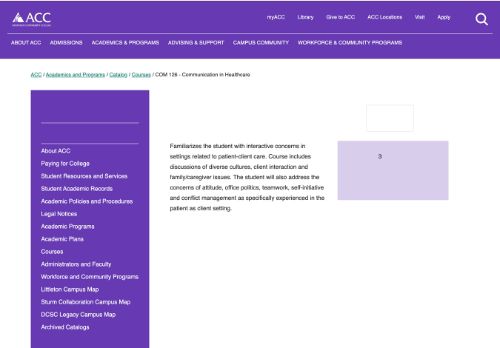 ACC
myACC Library Give to ACC ACC Locations Visit Apply
ABOUT ACC ADMISSIONS ACADEMICS & PROGRAMS ADVISING & SUPPORT CAMPUS COMMUNITY WORKFORCE & COMMUNITY PROGRAMS
ACC / Academics and Programs / Catalog / Courses / COM 126 - Communication in Healthcare
About ACC
Paying for College
Student Resources and Services
Student Academic Records
Academic Policies and Procedures
Legal Notices
Academic Programs
Academic Plans
Courses
Administrators and Faculty
Workforce and Community Programs
Littleton Campus Map
Sturm Collaboration Campus Map
DCSC Legacy Campus Map
Archived Catalogs
Familiarizes the student with interactive concerns in
settings related to patient-client care. Course includes
discussions of diverse cultures, client interaction and
family/caregiver issues. The student will also address the
concerns of attitude, office politics, teamwork, self-initiative
and conflict management as specifically experienced in the
patient as client setting.
3